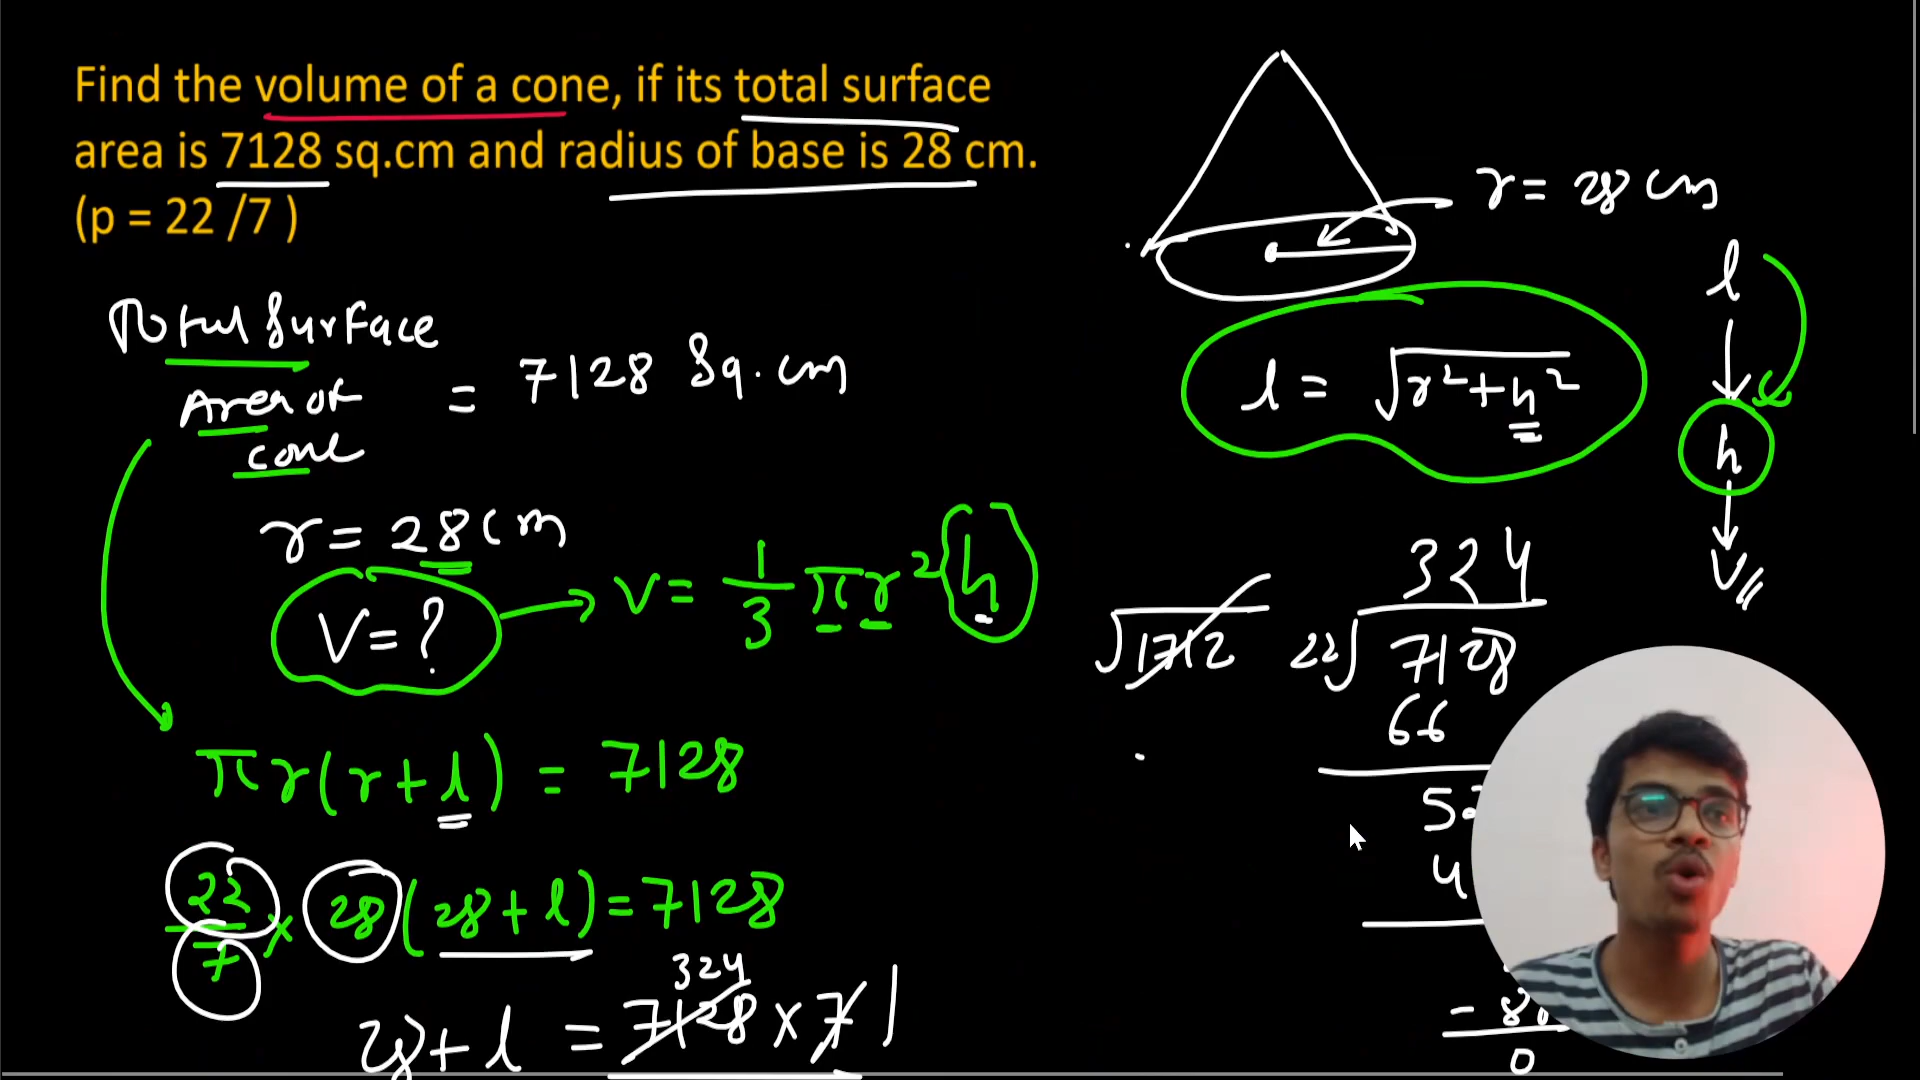 Find the volume of a cone, if its total surface
area is 7128 sq.cm and radius of base is 28 cm.
(p = 22 /7 )
r = 28 cm
l
l = √r²+h²
h
V
Total Surface
Area of
cone
= 7128 Sq. cm
r = 28 cm
V = ?
V = 1/3 πr²h
πr(r+l) = 7128
22/7 × 28(28+l) = 7128
324
28+l = 7128 × 7
√1712
324
22)7128
66
5
4
- 8
0